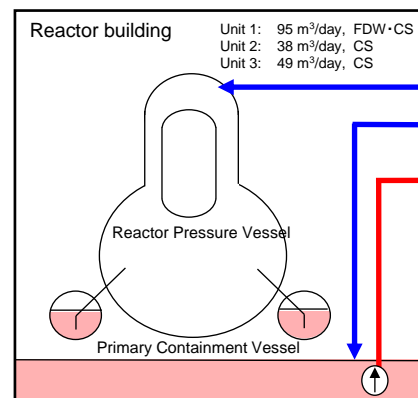 Reactor building
Unit 1: 95 m³/day, FDW・CS
Unit 2: 38 m³/day, CS
Unit 3: 49 m³/day, CS
Reactor Pressure Vessel
Primary Containment Vessel